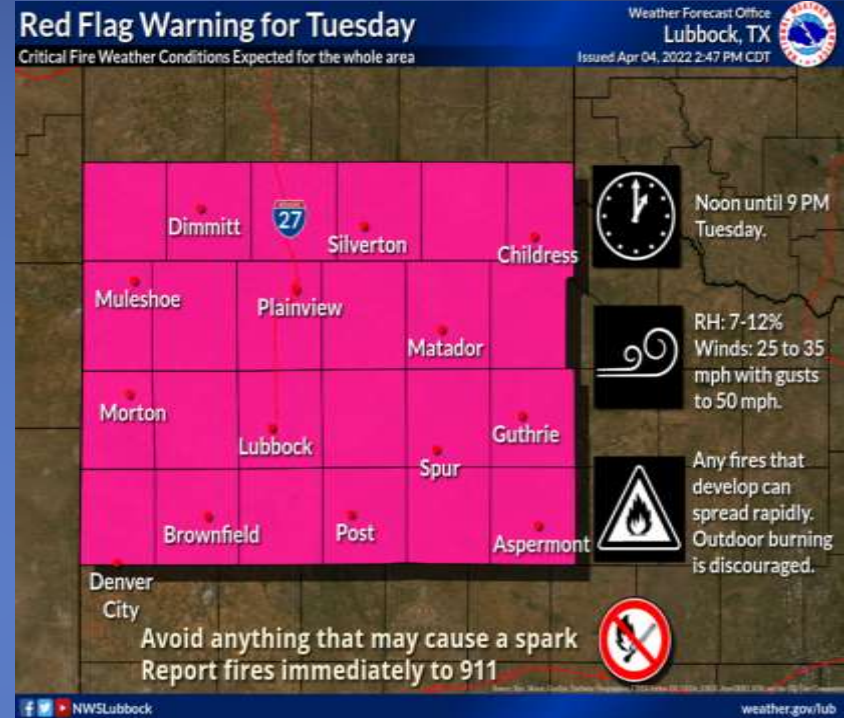 Red Flag Warning for Tuesday
Critical Fire Weather Conditions Expected for the whole area
Weather Forecast Office
Lubbock, TX
Issued Apr 04, 2022 2:47 PM CDT
Dimmitt
27
Silverton
Childress
Muleshoe
Plainview
Matador
Morton
Lubbock
Guthrie
Spur
Brownfield
Post
Aspermont
Denver
City
Noon until 9 PM
Tuesday.
RH: 7-12%
Winds: 25 to 35
mph with gusts
to 50 mph.
Any fires that
develop can
spread rapidly.
Outdoor burning
is discouraged.
Avoid anything that may cause a spark
Report fires immediately to 911
NWSLubbock
weather.gov/lub